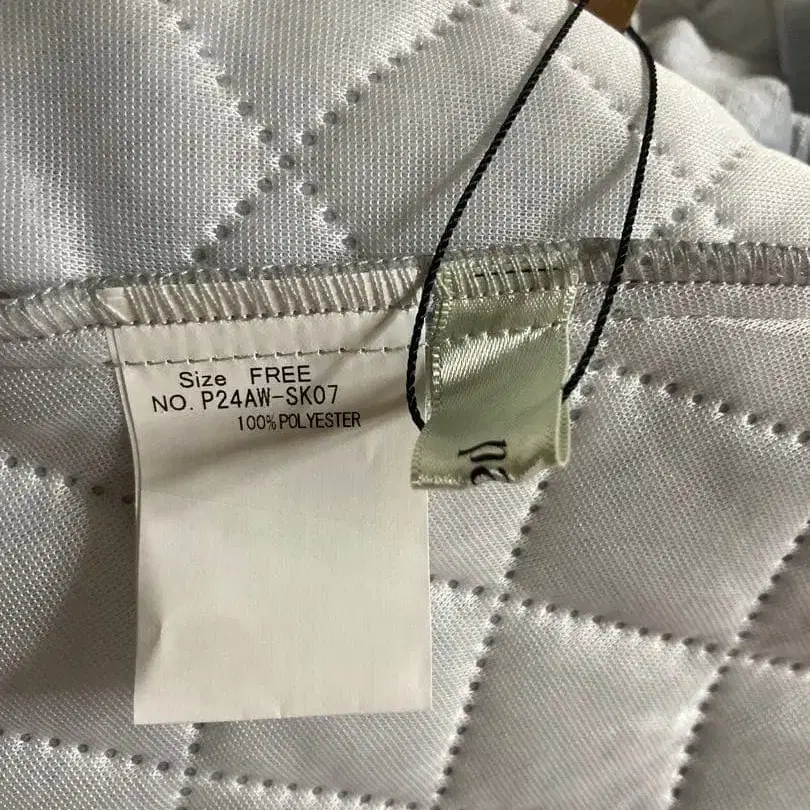 Size FREE
NO. P24AW-SK07
100% POLYESTER